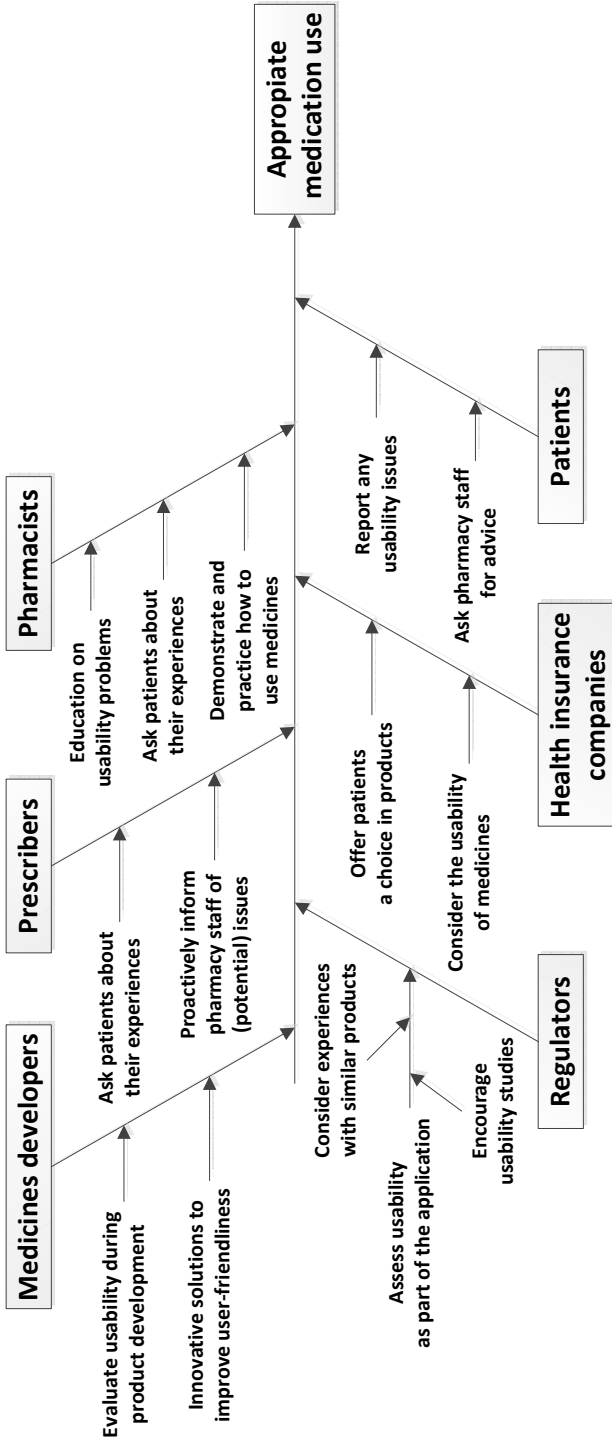 Medicines developers
Evaluate usability during
product development
Innovative solutions to
improve user-friendliness
Prescribers
Ask patients about
their experiences
Proactively inform
pharmacy staff of
(potential) issues
Pharmacists
Education on
usability problems
Ask patients about
their experiences
Demonstrate and
practice how to
use medicines
Appropiate
medication use
Consider experiences
with similar products
Assess usability
as part of the application
Encourage
usability studies
Regulators
Offer patients
a choice in products
Consider the usability
of medicines
Health insurance
companies
Report any
usability issues
Ask pharmacy staff
for advice
Patients